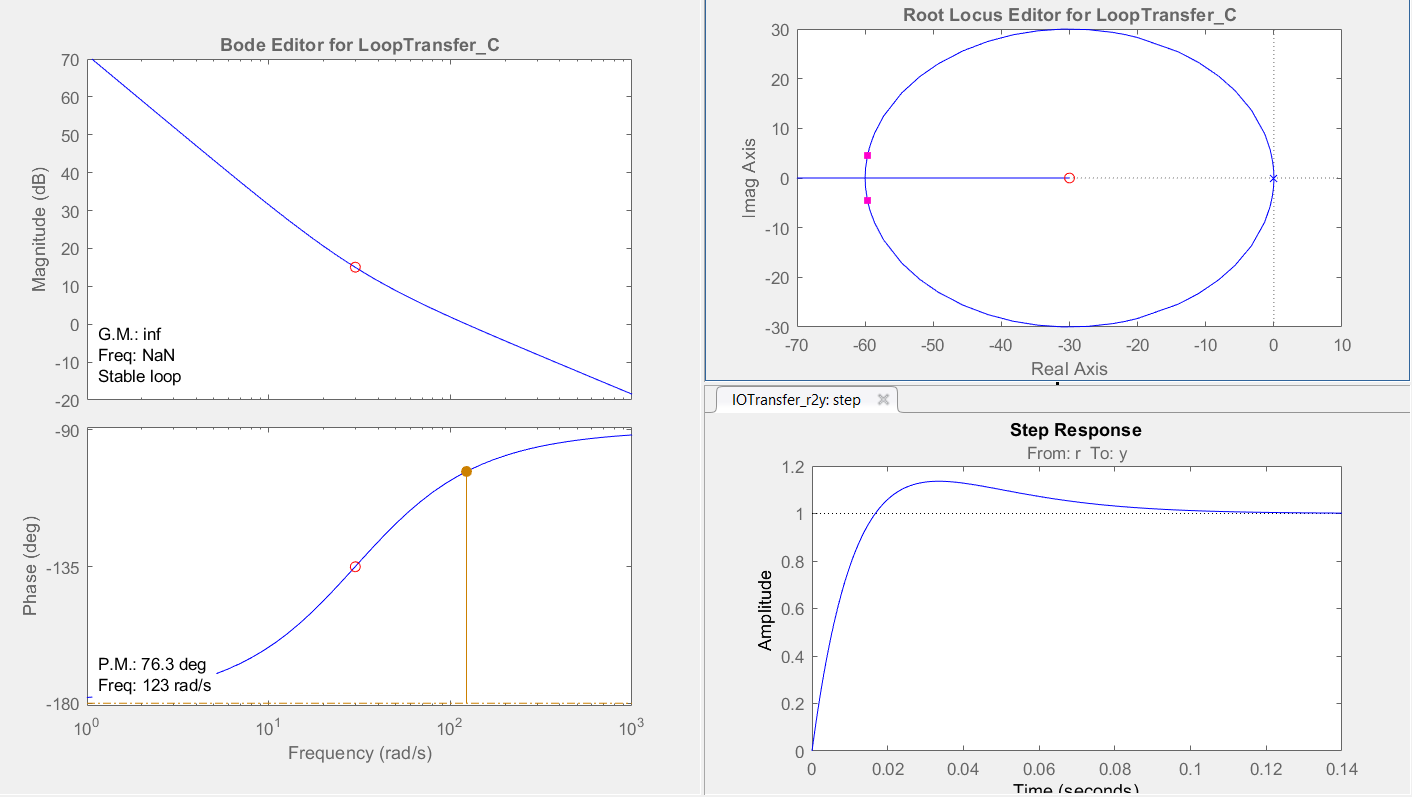 Bode Editor for LoopTransfer_C
70
60
50
40
30
20
10
0
-10
-20
Magnitude (dB)
G.M.: inf
Freq: NaN
Stable loop
-90
-135
-180
Phase (deg)
P.M.: 76.3 deg
Freq: 123 rad/s
10^0 10^1 10^2 10^3
Frequency (rad/s)
Root Locus Editor for LoopTransfer_C
30
20
10
0
-10
-20
-30
Imag Axis
-70 -60 -50 -40 -30 -20 -10 0 10
Real Axis
IOTransfer_r2y: step
Step Response
From: r To: y
1.2
1
0.8
0.6
0.4
0.2
0
Amplitude
0 0.02 0.04 0.06 0.08 0.1 0.12 0.14
Time (seconds)